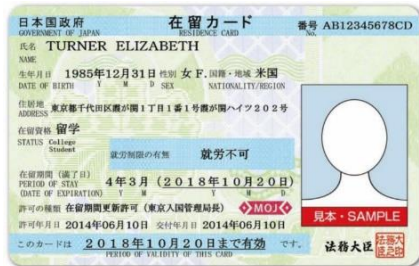 日本国政府 在留カード 番号 AB12345678CD
GOVERNMENT OF JAPAN RESIDENCE CARD No.
氏名 TURNER ELIZABETH
NAME
生年月日 1985年12月31日 性別 女 F. 国籍・地域 米国
DATE OF BIRTH Y M D SEX NATIONALITY/REGION
住居地 東京都千代田区霞が関1丁目1番1号霞が関ハイツ202号
ADDRESS
在留資格 留学
STATUS College Student
就労制限の有無 就労不可
在留期間(満了日) 4年3月(2018年10月20日)
PERIOD OF STAY (DATE OF EXPIRATION) Y M Y M D
許可の種類 在留期間更新許可(東京入国管理局長) MOJ
許可年月日 2014年06月10日 交付年月日 2014年06月10日
見本・SAMPLE
このカードは 2018年10月20日まで有効 です。
PERIOD OF VALIDITY OF THIS CARD
法務大臣